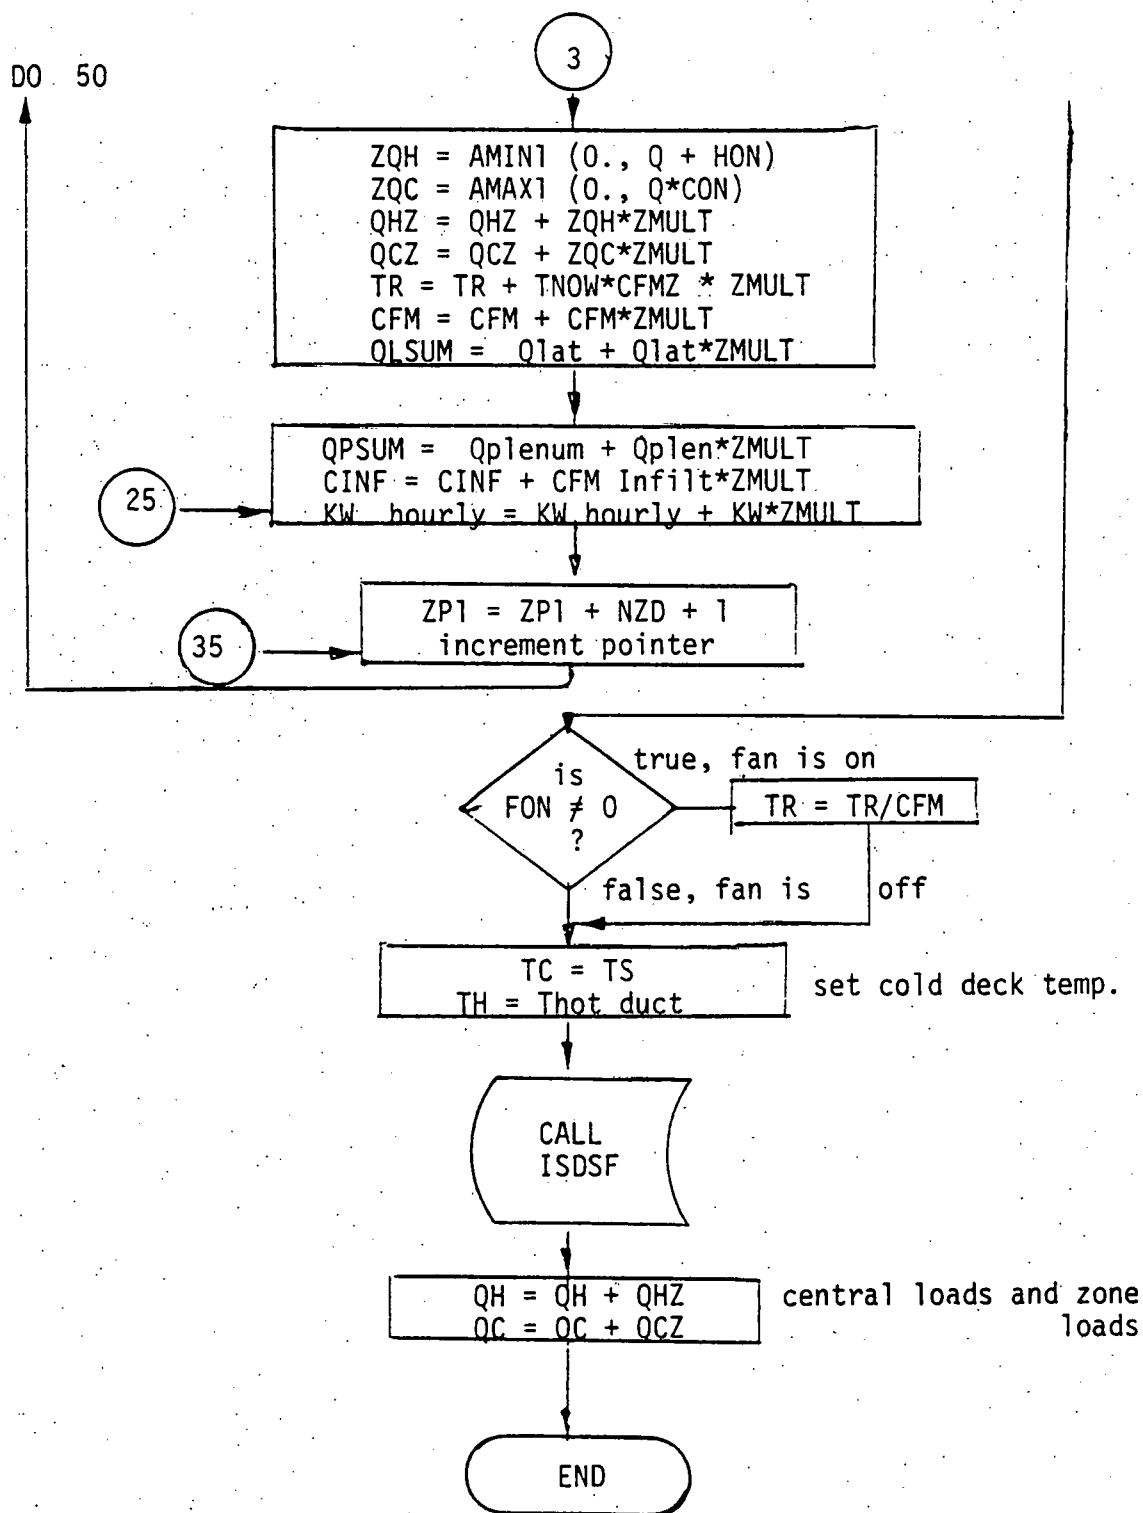 3
DO 50
ZQH = AMIN1 (0., Q + HON)
ZQC = AMAX1 (0., Q*CON)
QHZ = QHZ + ZQH*ZMULT
QCZ = QCZ + ZQC*ZMULT
TR = TR + TNOW*CFMZ * ZMULT
CFM = CFM + CFM*ZMULT
QLSUM = Qlat + Qlat*ZMULT
QPSUM = Qplenum + Qplen*ZMULT
CINF = CINF + CFM Infilt*ZMULT
25
KW hourly = KW hourly + KW*ZMULT
ZP1 = ZP1 + NZD + 1
35
increment pointer
true, fan is on
is
FON ≠ 0
?
TR = TR/CFM
false, fan is off
TC = TS
TH = Thot duct
set cold deck temp.
CALL
ISDSF
QH = QH + QHZ
QC = QC + QCZ
central loads and zone
loads
END